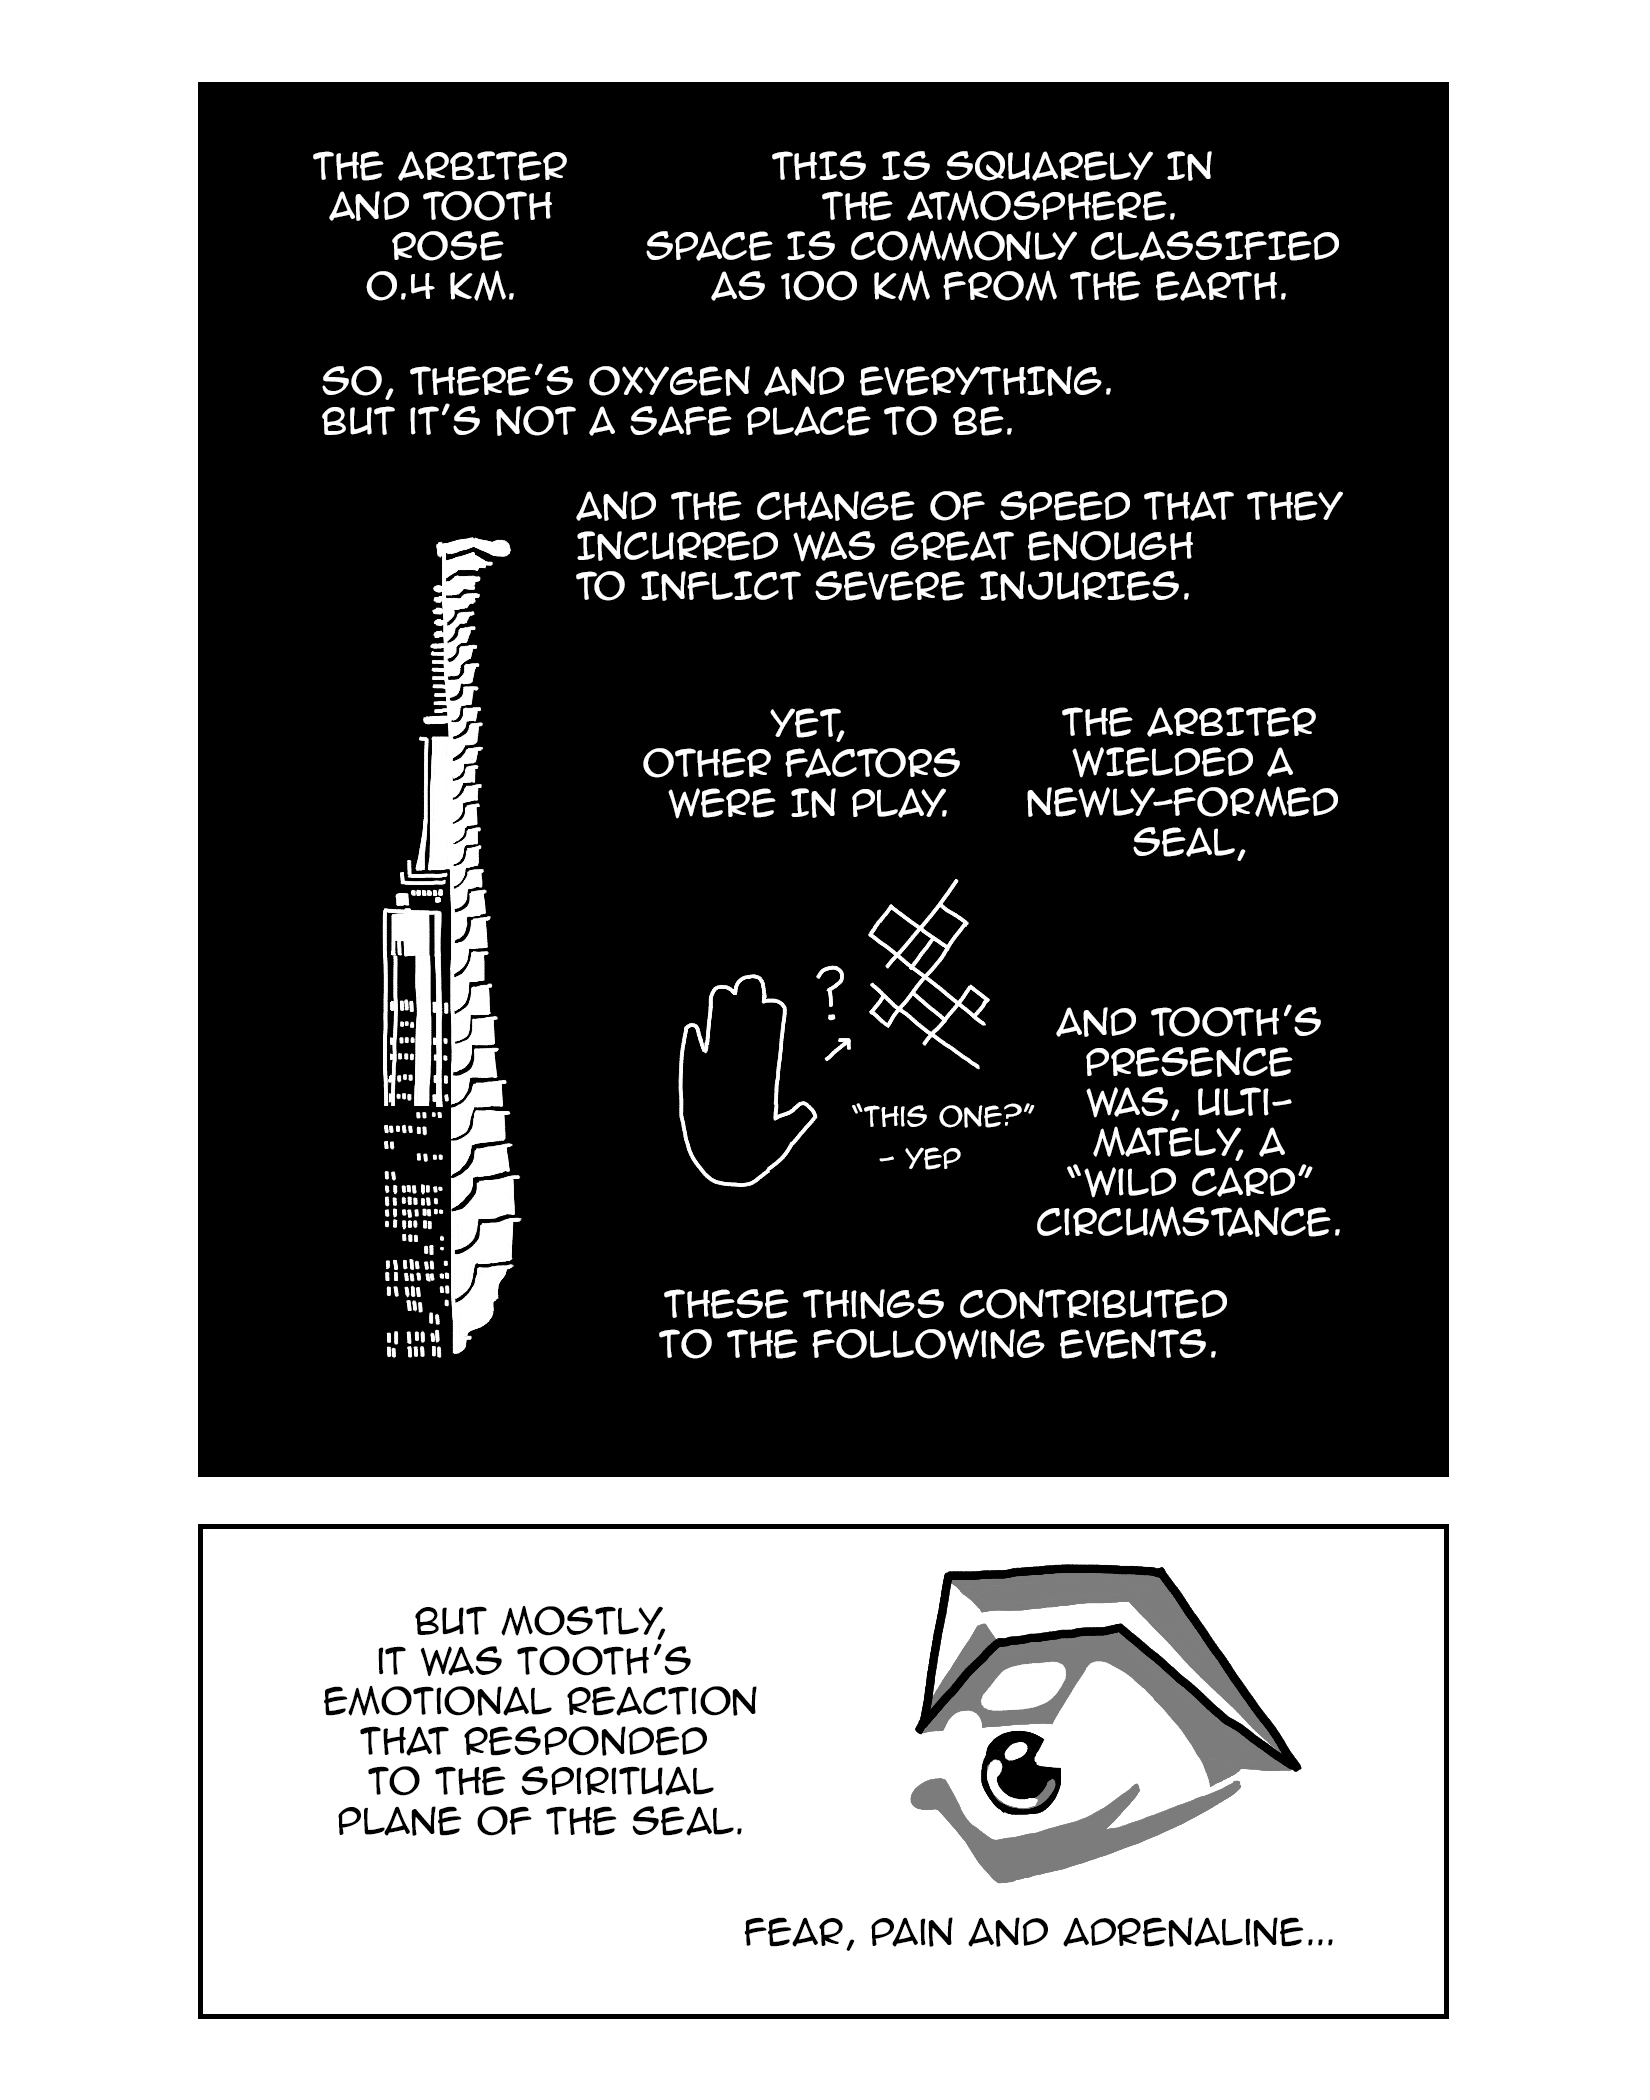 THE ARBITER
AND TOOTH
ROSE
0.4 KM.
THIS IS SQUARELY IN
THE ATMOSPHERE.
SPACE IS COMMONLY CLASSIFIED
AS 100 KM FROM THE EARTH.
SO, THERE'S OXYGEN AND EVERYTHING.
BUT IT'S NOT A SAFE PLACE TO BE.
AND THE CHANGE OF SPEED THAT THEY
INCURRED WAS GREAT ENOUGH
TO INFLICT SEVERE INJURIES.
YET,
OTHER FACTORS
WERE IN PLAY.
THE ARBITER
WIELDED A
NEWLY-FORMED
SEAL,
?
"THIS ONE?"
- YEP
AND TOOTH'S
PRESENCE
WAS, ULTI-
MATELY, A
"WILD CARD"
CIRCUMSTANCE.
THESE THINGS CONTRIBUTED
TO THE FOLLOWING EVENTS.
BUT MOSTLY,
IT WAS TOOTH'S
EMOTIONAL REACTION
THAT RESPONDED
TO THE SPIRITUAL
PLANE OF THE SEAL.
FEAR, PAIN AND ADRENALINE...